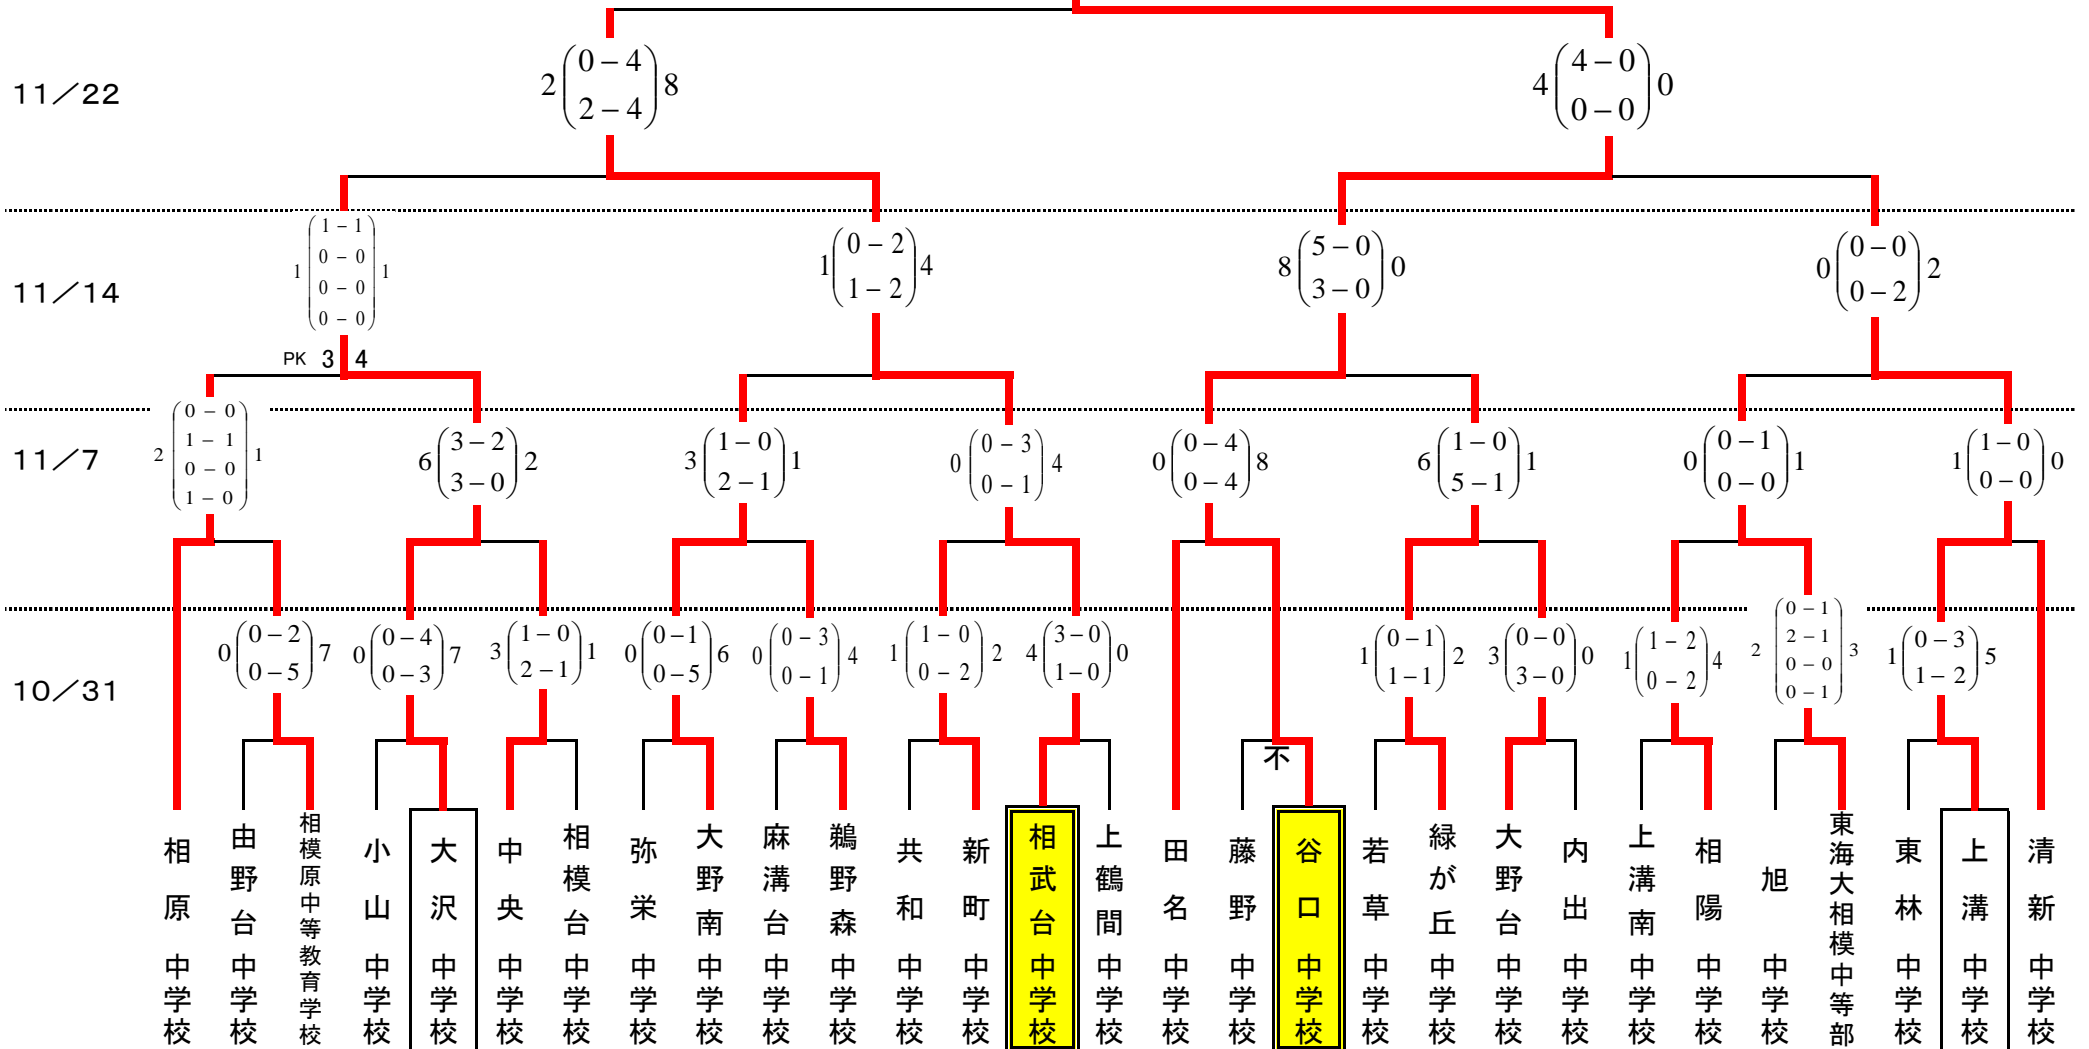 11／22
2 (0－4 2－4) 8
4 (4－0 0－0) 0
11／14
1 (1－1 0－0 0－0 0－0) 1
PK 3 4
1 (0－2 1－2) 4
8 (5－0 3－0) 0
0 (0－0 0－2) 2
11／7
2 (0－0 1－1 0－0 1－0) 1
6 (3－2 3－0) 2
3 (1－0 2－1) 1
0 (0－3 0－1) 4
0 (0－4 0－4) 8
6 (1－0 5－1) 1
0 (0－1 0－0) 1
1 (1－0 0－0) 0
10／31
0 (0－2 0－5) 7
0 (0－4 0－3) 7
3 (1－0 2－1) 1
0 (0－1 0－5) 6
0 (0－3 0－1) 4
1 (1－0 0－2) 2
4 (3－0 1－0) 0
1 (0－1 1－1) 2
3 (0－0 3－0) 0
1 (1－2 0－2) 4
2 (0－1 2－1 0－0 0－1) 3
1 (0－3 1－2) 5
不
相原中学校
由野台中学校
相模原中等教育学校
小山中学校
大沢中学校
中央中学校
相模台中学校
弥栄中学校
大野南中学校
麻溝台中学校
鵜野森中学校
共和中学校
新町中学校
相武台中学校
上鶴間中学校
田名中学校
藤野中学校
谷口中学校
若草中学校
緑が丘中学校
大野台中学校
内出中学校
上溝南中学校
相陽中学校
旭中学校
東海大相模中等部
東林中学校
上溝中学校
清新中学校